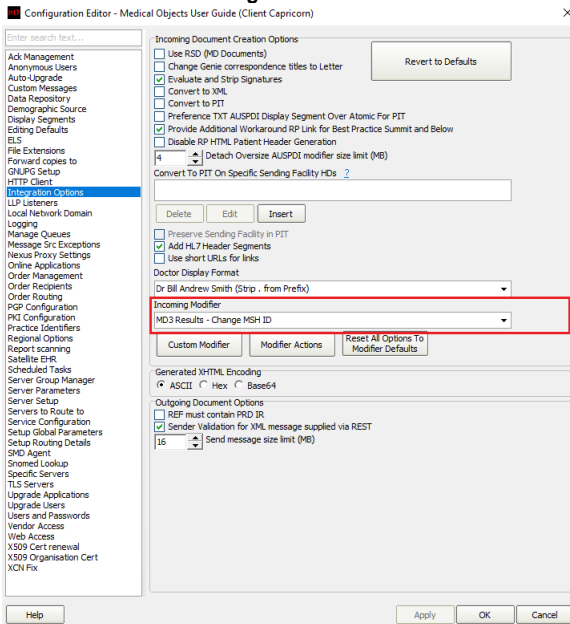 Configuration Editor - Medical Objects User Guide (Client Capricorn)
Enter search text...
Ack Management
Anonymous Users
Auto-Upgrade
Custom Messages
Data Repository
Demographic Source
Display Segments
Editing Defaults
ELS
File Extensions
Forward copies to
GNUPG Setup
HTTP Client
Integration Options
LLP Listeners
Local Network Domain
Logging
Manage Queues
Message Src Exceptions
Nexus Proxy Settings
Online Applications
Order Management
Order Recipients
Order Routing
PGP Configuration
PKI Configuration
Practice Identifiers
Regional Options
Report scanning
Satellite EHR
Scheduled Tasks
Server Group Manager
Server Parameters
Server Setup
Servers to Route to
Service Configuration
Setup Global Parameters
Setup Routing Details
SMD Agent
Snomed Lookup
Specific Servers
TLS Servers
Upgrade Applications
Upgrade Users
Users and Passwords
Vendor Access
Web Access
X509 Cert renewal
X509 Organisation Cert
XCN Fix
Incoming Document Creation Options
Use RSD (MD Documents)
Change Genie correspondence titles to Letter
Revert to Defaults
Evaluate and Strip Signatures
Convert to XML
Convert to PIT
Preference TXT AUSPDI Display Segment Over Atomic For PIT
Provide Additional Workaround RP Link for Best Practice Summit and Below
Disable RP HTML Patient Header Generation
4 Detach Oversize AUSPDI modifier size limit (MB)
Convert To PIT On Specific Sending Facility HDs ?
Delete Edit Insert
Preserve Sending Facility in PIT
Add HL7 Header Segments
Use short URLs for links
Doctor Display Format
Dr Bill Andrew Smith (Strip . from Prefix)
Incoming Modifier
MD3 Results - Change MSH ID
Custom Modifier Modifier Actions Reset All Options To
Modifier Defaults
Generated XHTML Encoding
ASCII Hex Base64
Outgoing Document Options
REF must contain PRD IR
Sender Validation for XML message supplied via REST
16 Send message size limit (MB)
Help Apply OK Cancel